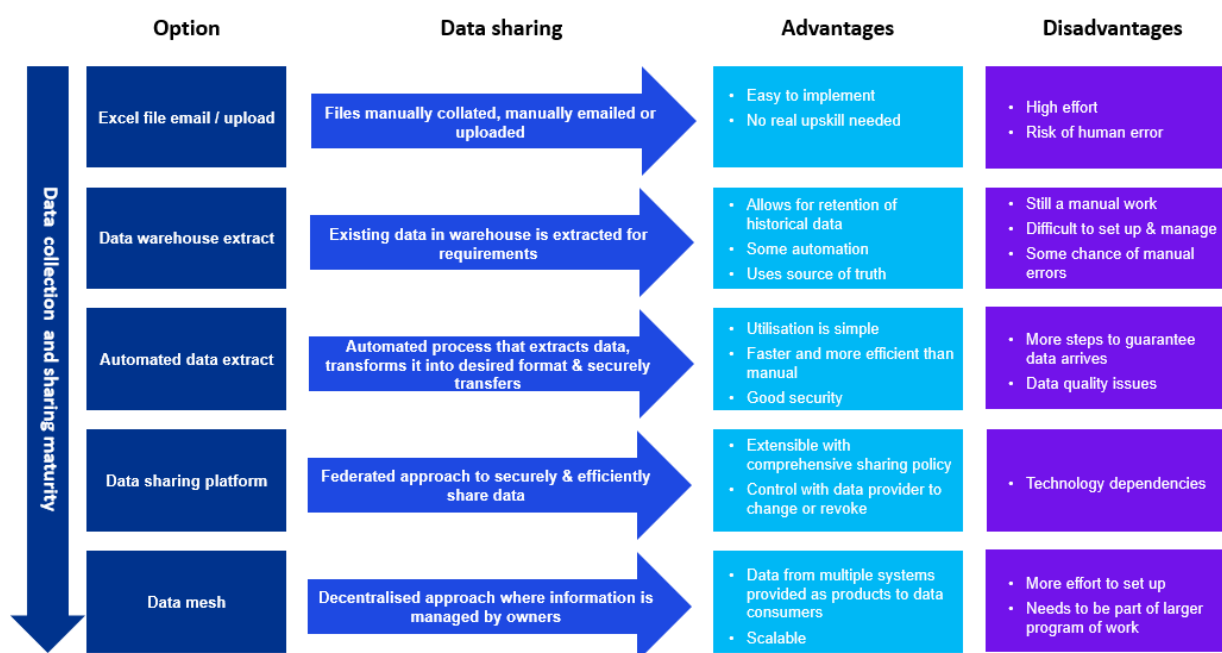 Option
Data sharing
Advantages
Disadvantages
Data collection and sharing maturity
Excel file email / upload
Files manually collated, manually emailed or
uploaded
• Easy to implement
• No real upskill needed
• High effort
• Risk of human error
Data warehouse extract
Existing data in warehouse is extracted for
requirements
• Allows for retention of
historical data
• Some automation
• Uses source of truth
• Still a manual work
• Difficult to set up & manage
• Some chance of manual
errors
Automated data extract
Automated process that extracts data,
transforms it into desired format & securely
transfers
• Utilisation is simple
• Faster and more efficient than
manual
• Good security
• More steps to guarantee
data arrives
• Data quality issues
Data sharing platform
Federated approach to securely & efficiently
share data
• Extensible with
comprehensive sharing policy
• Control with data provider to
change or revoke
• Technology dependencies
Data mesh
Decentralised approach where information is
managed by owners
• Data from multiple systems
provided as products to data
consumers
• Scalable
• More effort to set up
• Needs to be part of larger
program of work